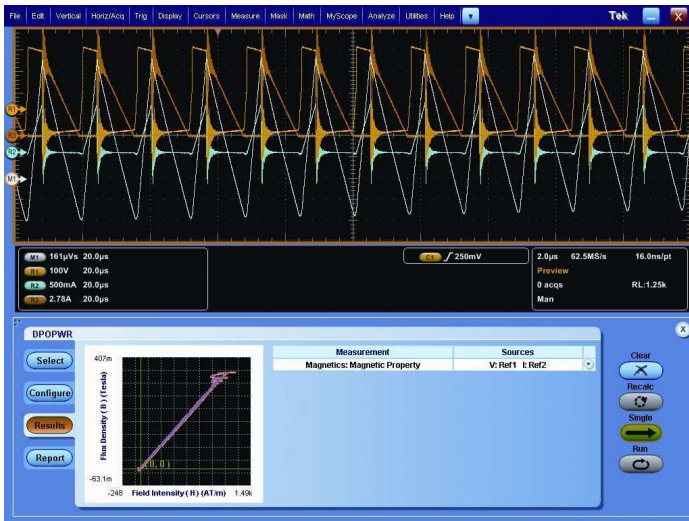 File Edit Vertical Horiz/Acq Trig Display Cursors Measure Mask Math MyScope Analyze Utilities Help Tek X
R1
R3
R2
M1
M1 161µVs 20.0µs
R1 100V 20.0µs
R2 500mA 20.0µs
R3 2.78A 20.0µs
C1 250mV
2.0µs 62.5MS/s 16.0ns/pt
Preview
0 acqs RL:1.25k
Man
DPOPWR
X
Select
Configure
Results
Report
407m
Flux Density ( B ) (Tesla)
-63.1m
(0, 0 )
-248 Field Intensity ( H ) (AT/m) 1.49k
Measurement Sources
Magnetics: Magnetic Property V: Ref1 I: Ref2
Clear
Recalc
Single
Run